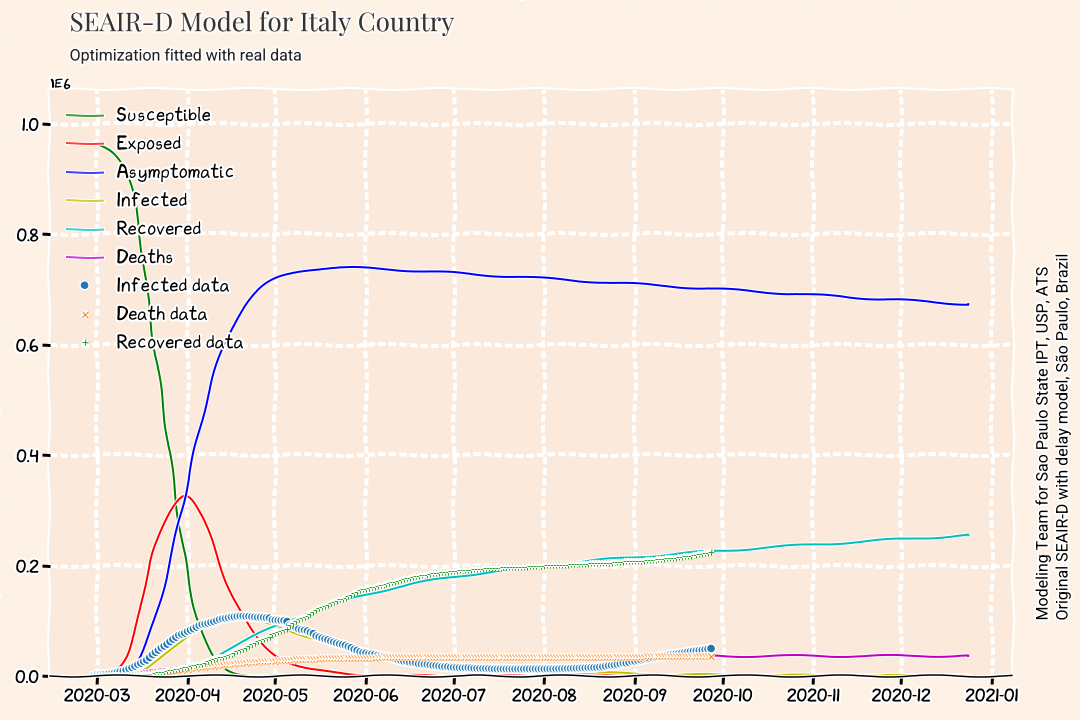 SEAIR-D Model for Italy Country
Optimization fitted with real data
1E6
Susceptible
Exposed
Asymptomatic
Infected
Recovered
Deaths
Infected data
Death data
Recovered data
1.0
0.8
0.6
0.4
0.2
0.0
2020-03 2020-04 2020-05 2020-06 2020-07 2020-08 2020-09 2020-10 2020-11 2020-12 2021-01
Modeling Team for Sao Paulo State IPT, USP, ATS
Original SEAIR-D with delay model, São Paulo, Brazil